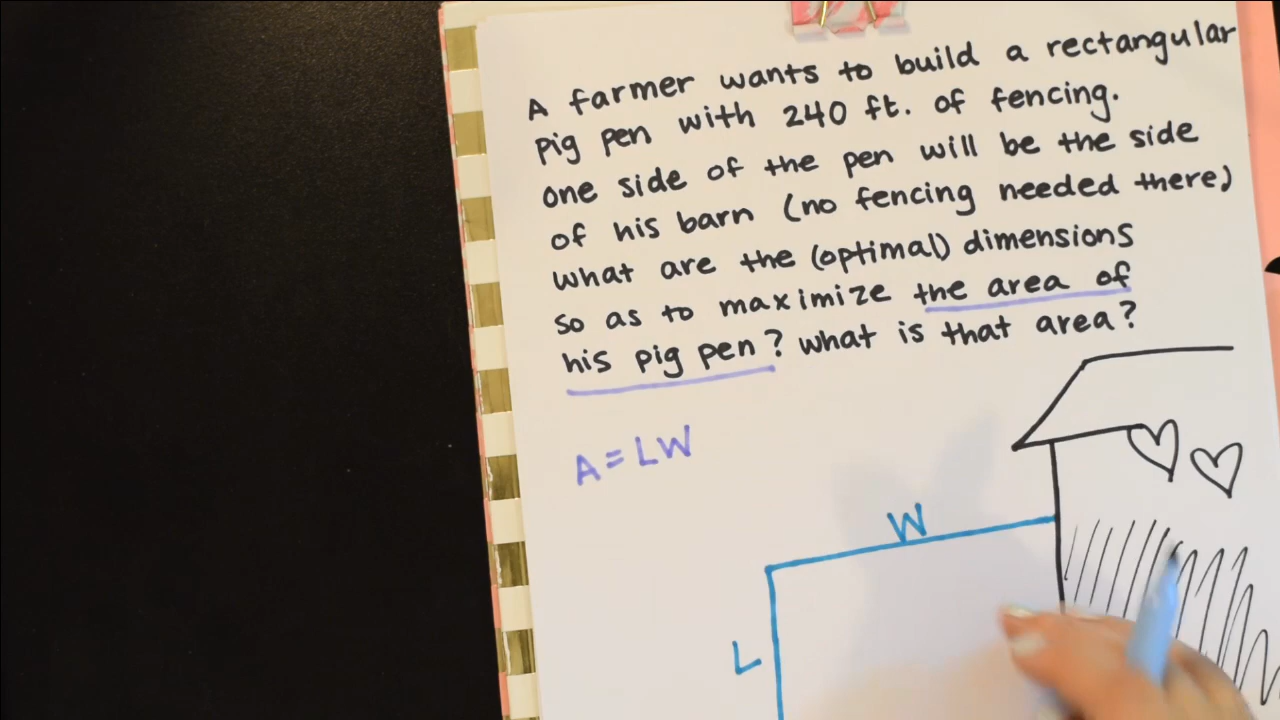 A farmer wants to build a rectangular
pig pen with 240 ft. of fencing.
one side of the pen will be the side
of his barn (no fencing needed there)
what are the (optimal) dimensions
so as to maximize the area of
his pig pen? what is that area?
A = LW
W
L